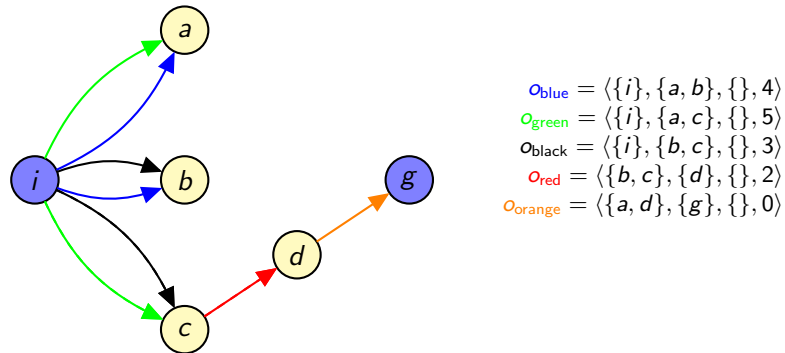 a
i
b
g
d
c
o_blue = ⟨{i}, {a, b}, {}, 4⟩
o_green = ⟨{i}, {a, c}, {}, 5⟩
o_black = ⟨{i}, {b, c}, {}, 3⟩
o_red = ⟨{b, c}, {d}, {}, 2⟩
o_orange = ⟨{a, d}, {g}, {}, 0⟩